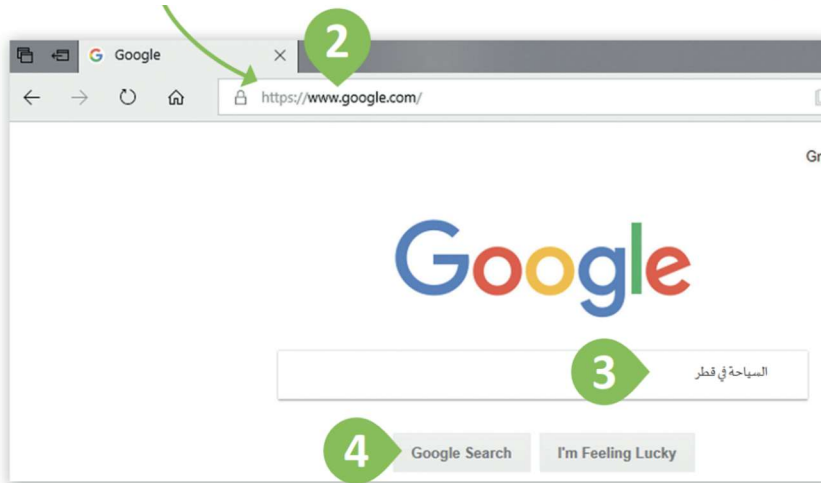 2
Google
https://www.google.com/
Gr
Google
3 السياحة في قطر
4 Google Search I'm Feeling Lucky